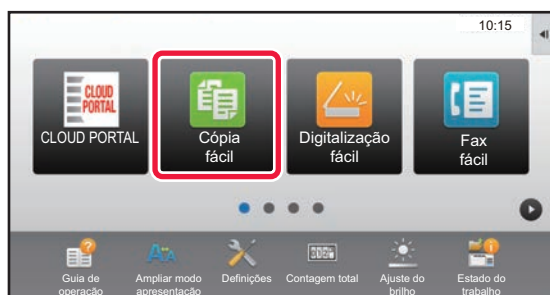 10:15
CLOUD
PORTAL
CLOUD PORTAL
Cópia
fácil
Digitalização
fácil
Fax
fácil
Guia de
operação
Ampliar modo
apresentação
Definições
Contagem total
Ajuste do
brilho
Estado do
trabalho